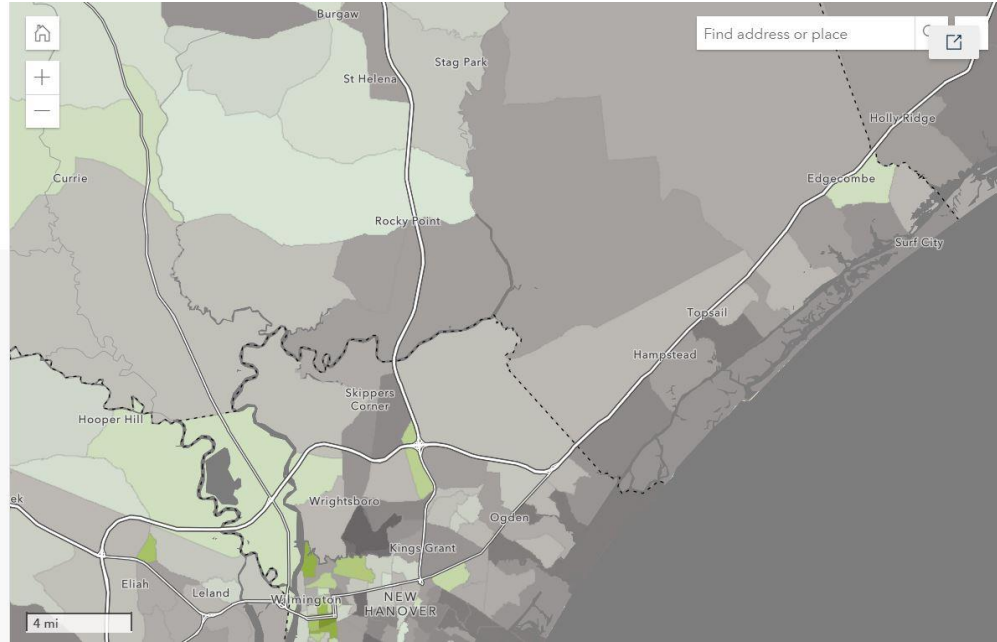 Burgaw
Find address or place
Stag Park
St Helena
Holly Ridge
Currie
Edgecombe
Rocky Point
Surf City
Topsail
Hampstead
Skippers
Corner
Hooper Hill
ek
Wrightsboro
Ogden
Kings Grant
Eliah
Leland
Wilmington
NEW
HANOVER
4 mi